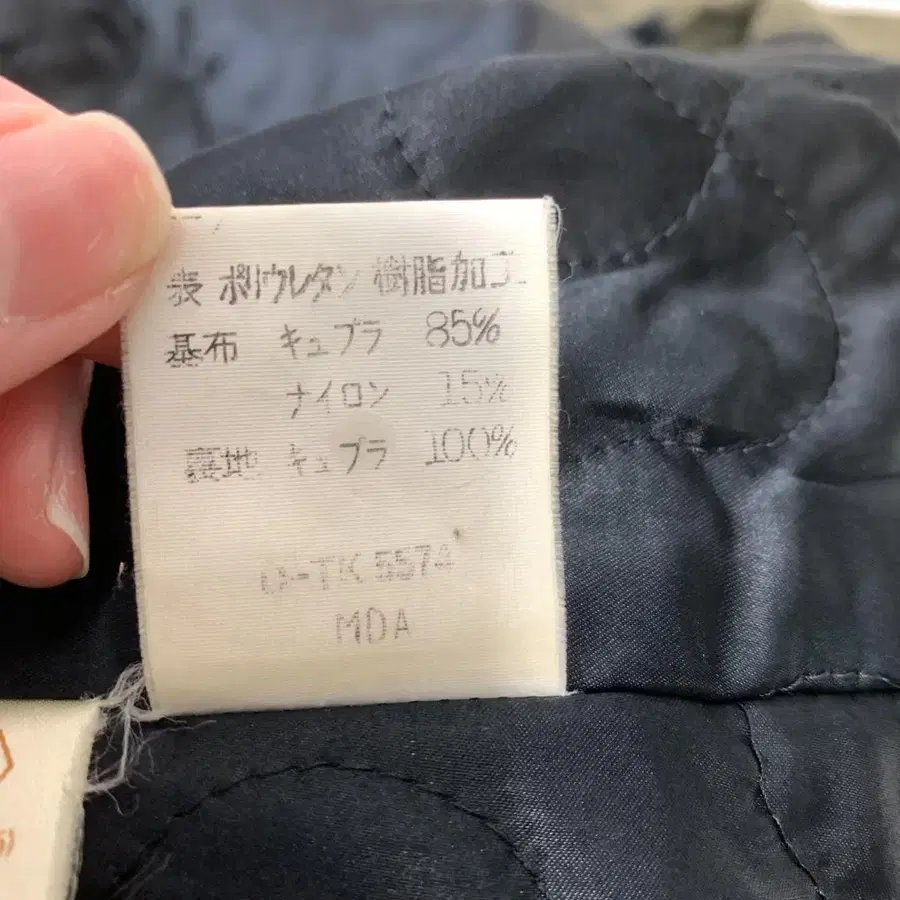 表 ポリウレタン 樹脂加工
基布 キュプラ 85%
ナイロン 15%
裏地 キュプラ 100%
U-TK 5574
MDA